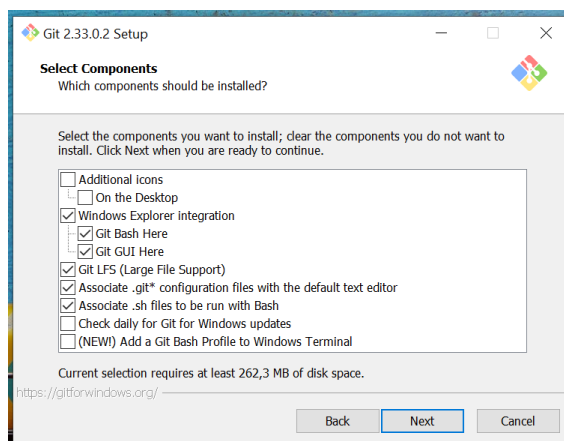 Git 2.33.0.2 Setup
Select Components
Which components should be installed?
Select the components you want to install; clear the components you do not want to
install. Click Next when you are ready to continue.
Additional icons
On the Desktop
Windows Explorer integration
Git Bash Here
Git GUI Here
Git LFS (Large File Support)
Associate .git* configuration files with the default text editor
Associate .sh files to be run with Bash
Check daily for Git for Windows updates
(NEW!) Add a Git Bash Profile to Windows Terminal
Current selection requires at least 262,3 MB of disk space.
https://gitforwindows.org/
Back Next Cancel